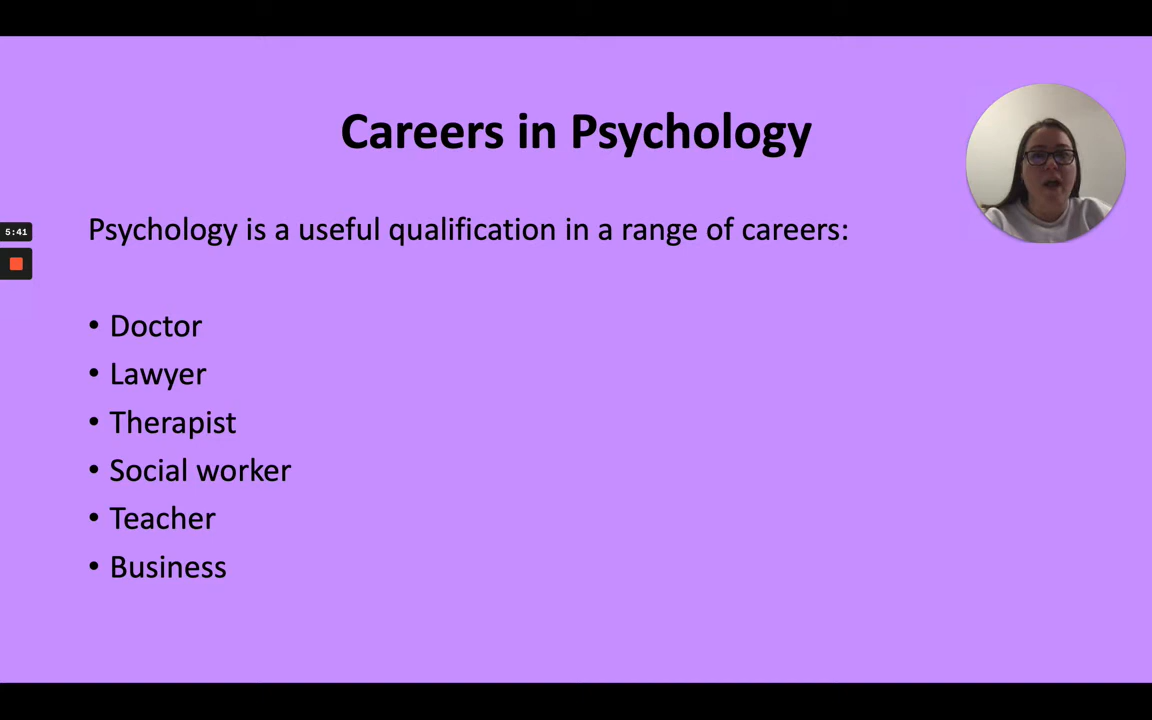 Careers in Psychology
Psychology is a useful qualification in a range of careers:
5:41
• Doctor
• Lawyer
• Therapist
• Social worker
• Teacher
• Business